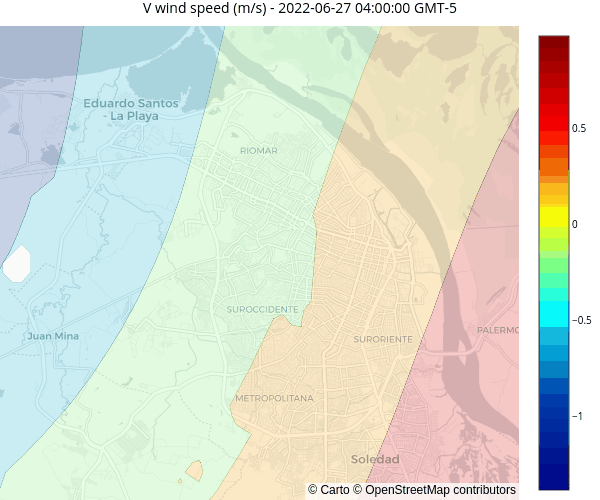 V wind speed (m/s) - 2022-06-27 04:00:00 GMT-5
Eduardo Santos
- La Playa
RIOMAR
0.5
0
SUROCCIDENTE
−0.5
PALERMO
Juan Mina
SURORIENTE
METROPOLITANA
−1
Soledad
© Carto © OpenStreetMap contributors